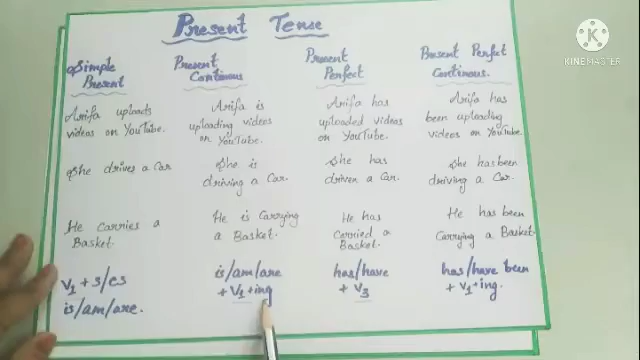 Present Tense
Simple
Present
Arifa uploads
videos on YouTube.
She drives a Car.
He Carries a
Basket.
V1 + s/es
is/am/are.
Present
Continuous
Arifa is
uploading videos
on YouTube.
She is
driving a Car.
He is Carrying
a Basket.
is/am/are
+ V1 + ing
Present
Perfect
Arifa has
uploaded videos
on YouTube.
She has
driven a Car.
He has
Carried a
Basket.
has/have
+ V3
Present Perfect
Continuous.
Arifa has
been uploading
videos on YouTube.
She has been
driving a Car.
He has been
Carrying a Basket.
has/have been
+ V1 + ing.
KINEMASTER